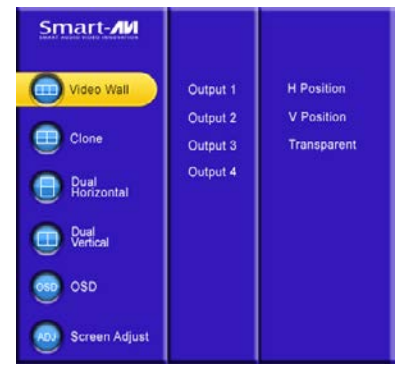 Smart-AVI
SMART AUDIO VIDEO INNOVATION
Video Wall
Clone
Dual
Horizontal
Dual
Vertical
OSD OSD
ADJ Screen Adjust
Output 1
Output 2
Output 3
Output 4
H Position
V Position
Transparent